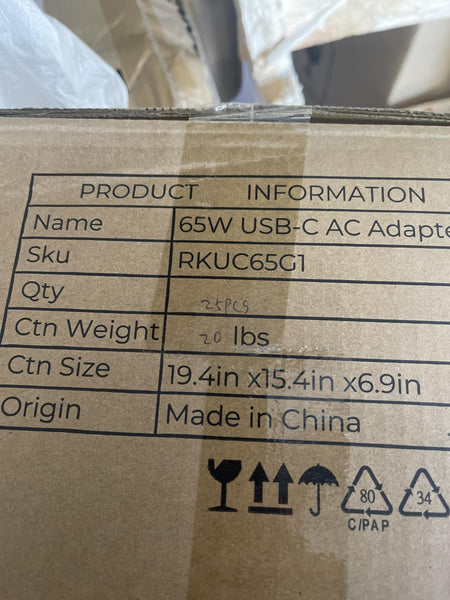 PRODUCT INFORMATION
Name 65W USB-C AC Adapte
Sku RKUC65G1
Qty 25PCS
Ctn Weight 20 lbs
Ctn Size 19.4in x15.4in x6.9in
Origin Made in China
80 34
C/PAP